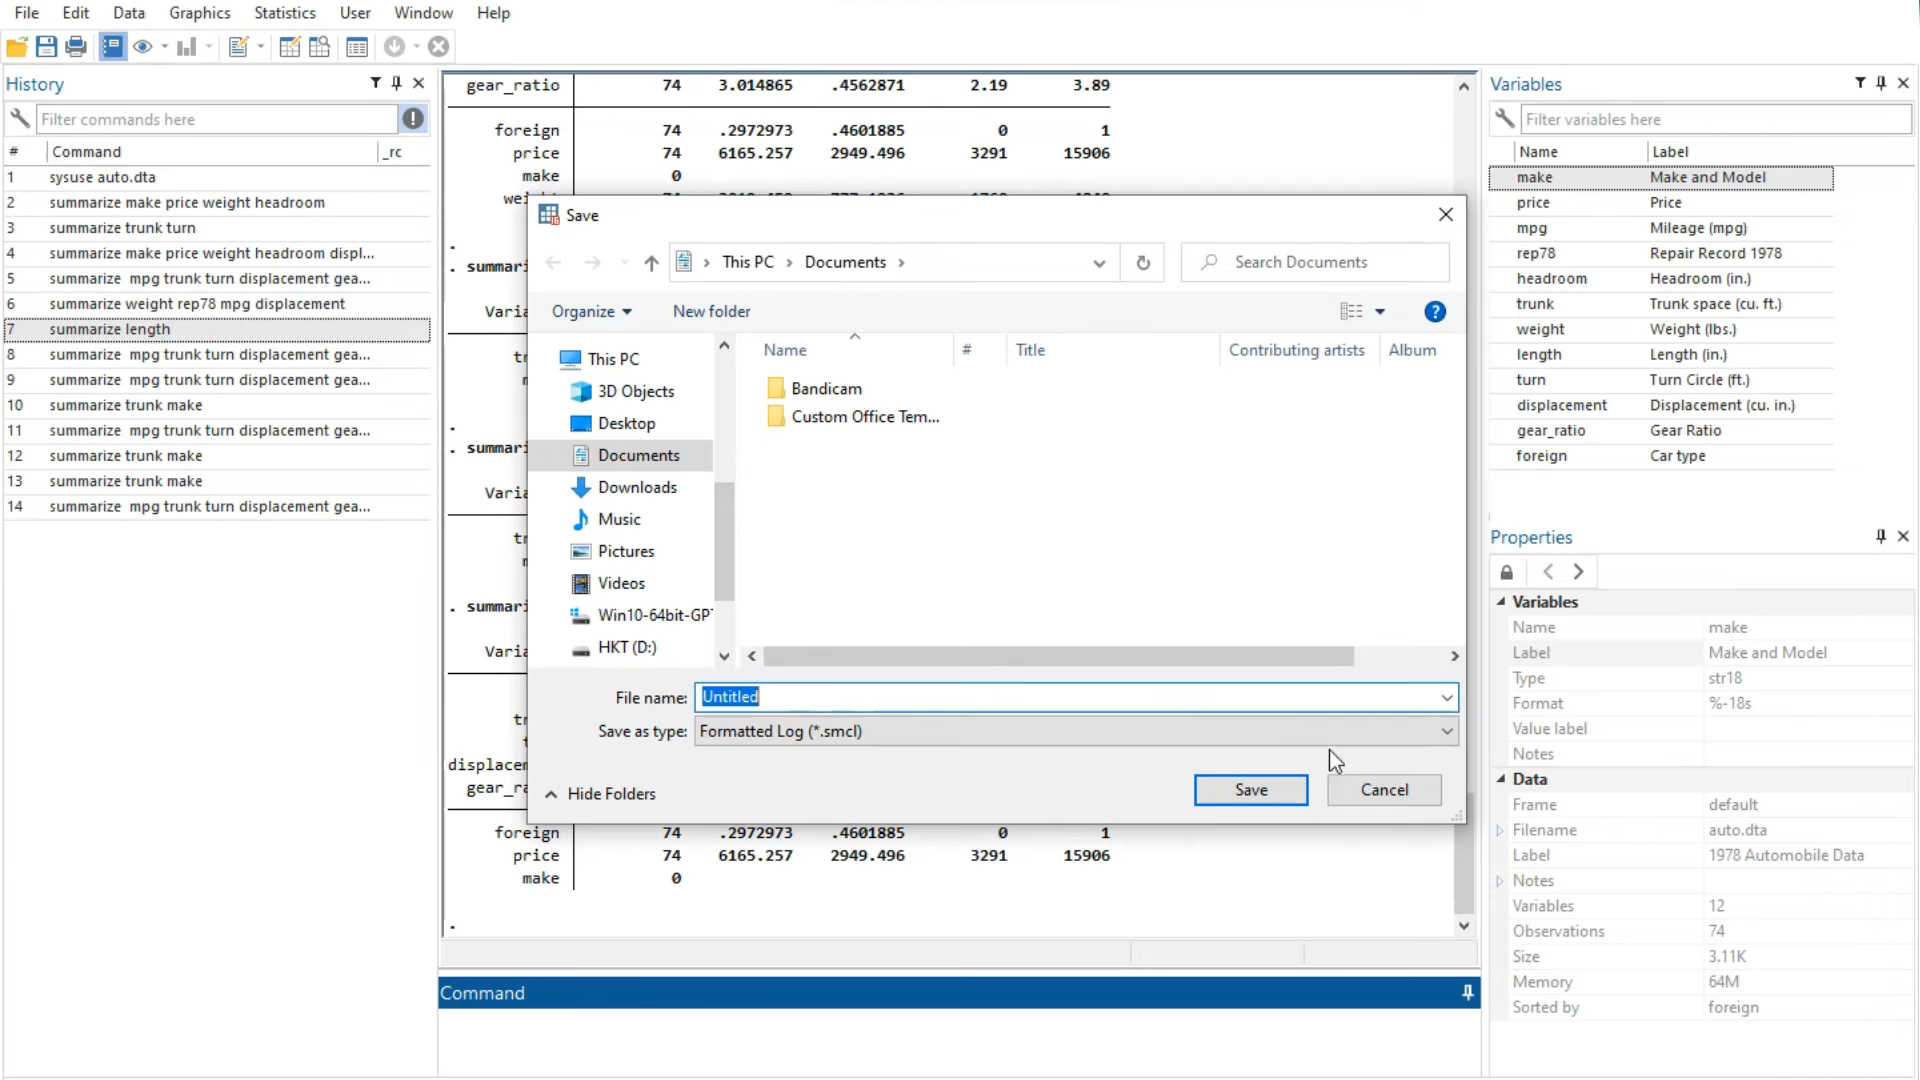 File Edit Data Graphics Statistics User Window Help
History
Filter commands here
# Command _rc
1 sysuse auto.dta
2 summarize make price weight headroom
3 summarize trunk turn
4 summarize make price weight headroom displ...
5 summarize mpg trunk turn displacement gea...
6 summarize weight rep78 mpg displacement
7 summarize length
8 summarize mpg trunk turn displacement gea...
9 summarize mpg trunk turn displacement gea...
10 summarize trunk make
11 summarize mpg trunk turn displacement gea...
12 summarize trunk make
13 summarize trunk make
14 summarize mpg trunk turn displacement gea...
gear_ratio 74 3.014865 .4562871 2.19 3.89
foreign 74 .2972973 .4601885 0 1
price 74 6165.257 2949.496 3291 15906
make 0
.
. summari
Varia
. summari
Varia
. summari
Varia
displacem
gear_ra
foreign 74 .2972973 .4601885 0 1
price 74 6165.257 2949.496 3291 15906
make 0
.
Save
This PC › Documents ›
Search Documents
Organize New folder
This PC
3D Objects
Desktop
Documents
Downloads
Music
Pictures
Videos
Win10-64bit-GP
HKT (D:)
Name # Title Contributing artists Album
Bandicam
Custom Office Tem...
File name: Untitled
Save as type: Formatted Log (*.smcl)
Hide Folders
Save Cancel
Command
Variables
Filter variables here
Name Label
make Make and Model
price Price
mpg Mileage (mpg)
rep78 Repair Record 1978
headroom Headroom (in.)
trunk Trunk space (cu. ft.)
weight Weight (lbs.)
length Length (in.)
turn Turn Circle (ft.)
displacement Displacement (cu. in.)
gear_ratio Gear Ratio
foreign Car type
Properties
Variables
Name make
Label Make and Model
Type str18
Format %-18s
Value label
Notes
Data
Frame default
Filename auto.dta
Label 1978 Automobile Data
Notes
Variables 12
Observations 74
Size 3.11K
Memory 64M
Sorted by foreign